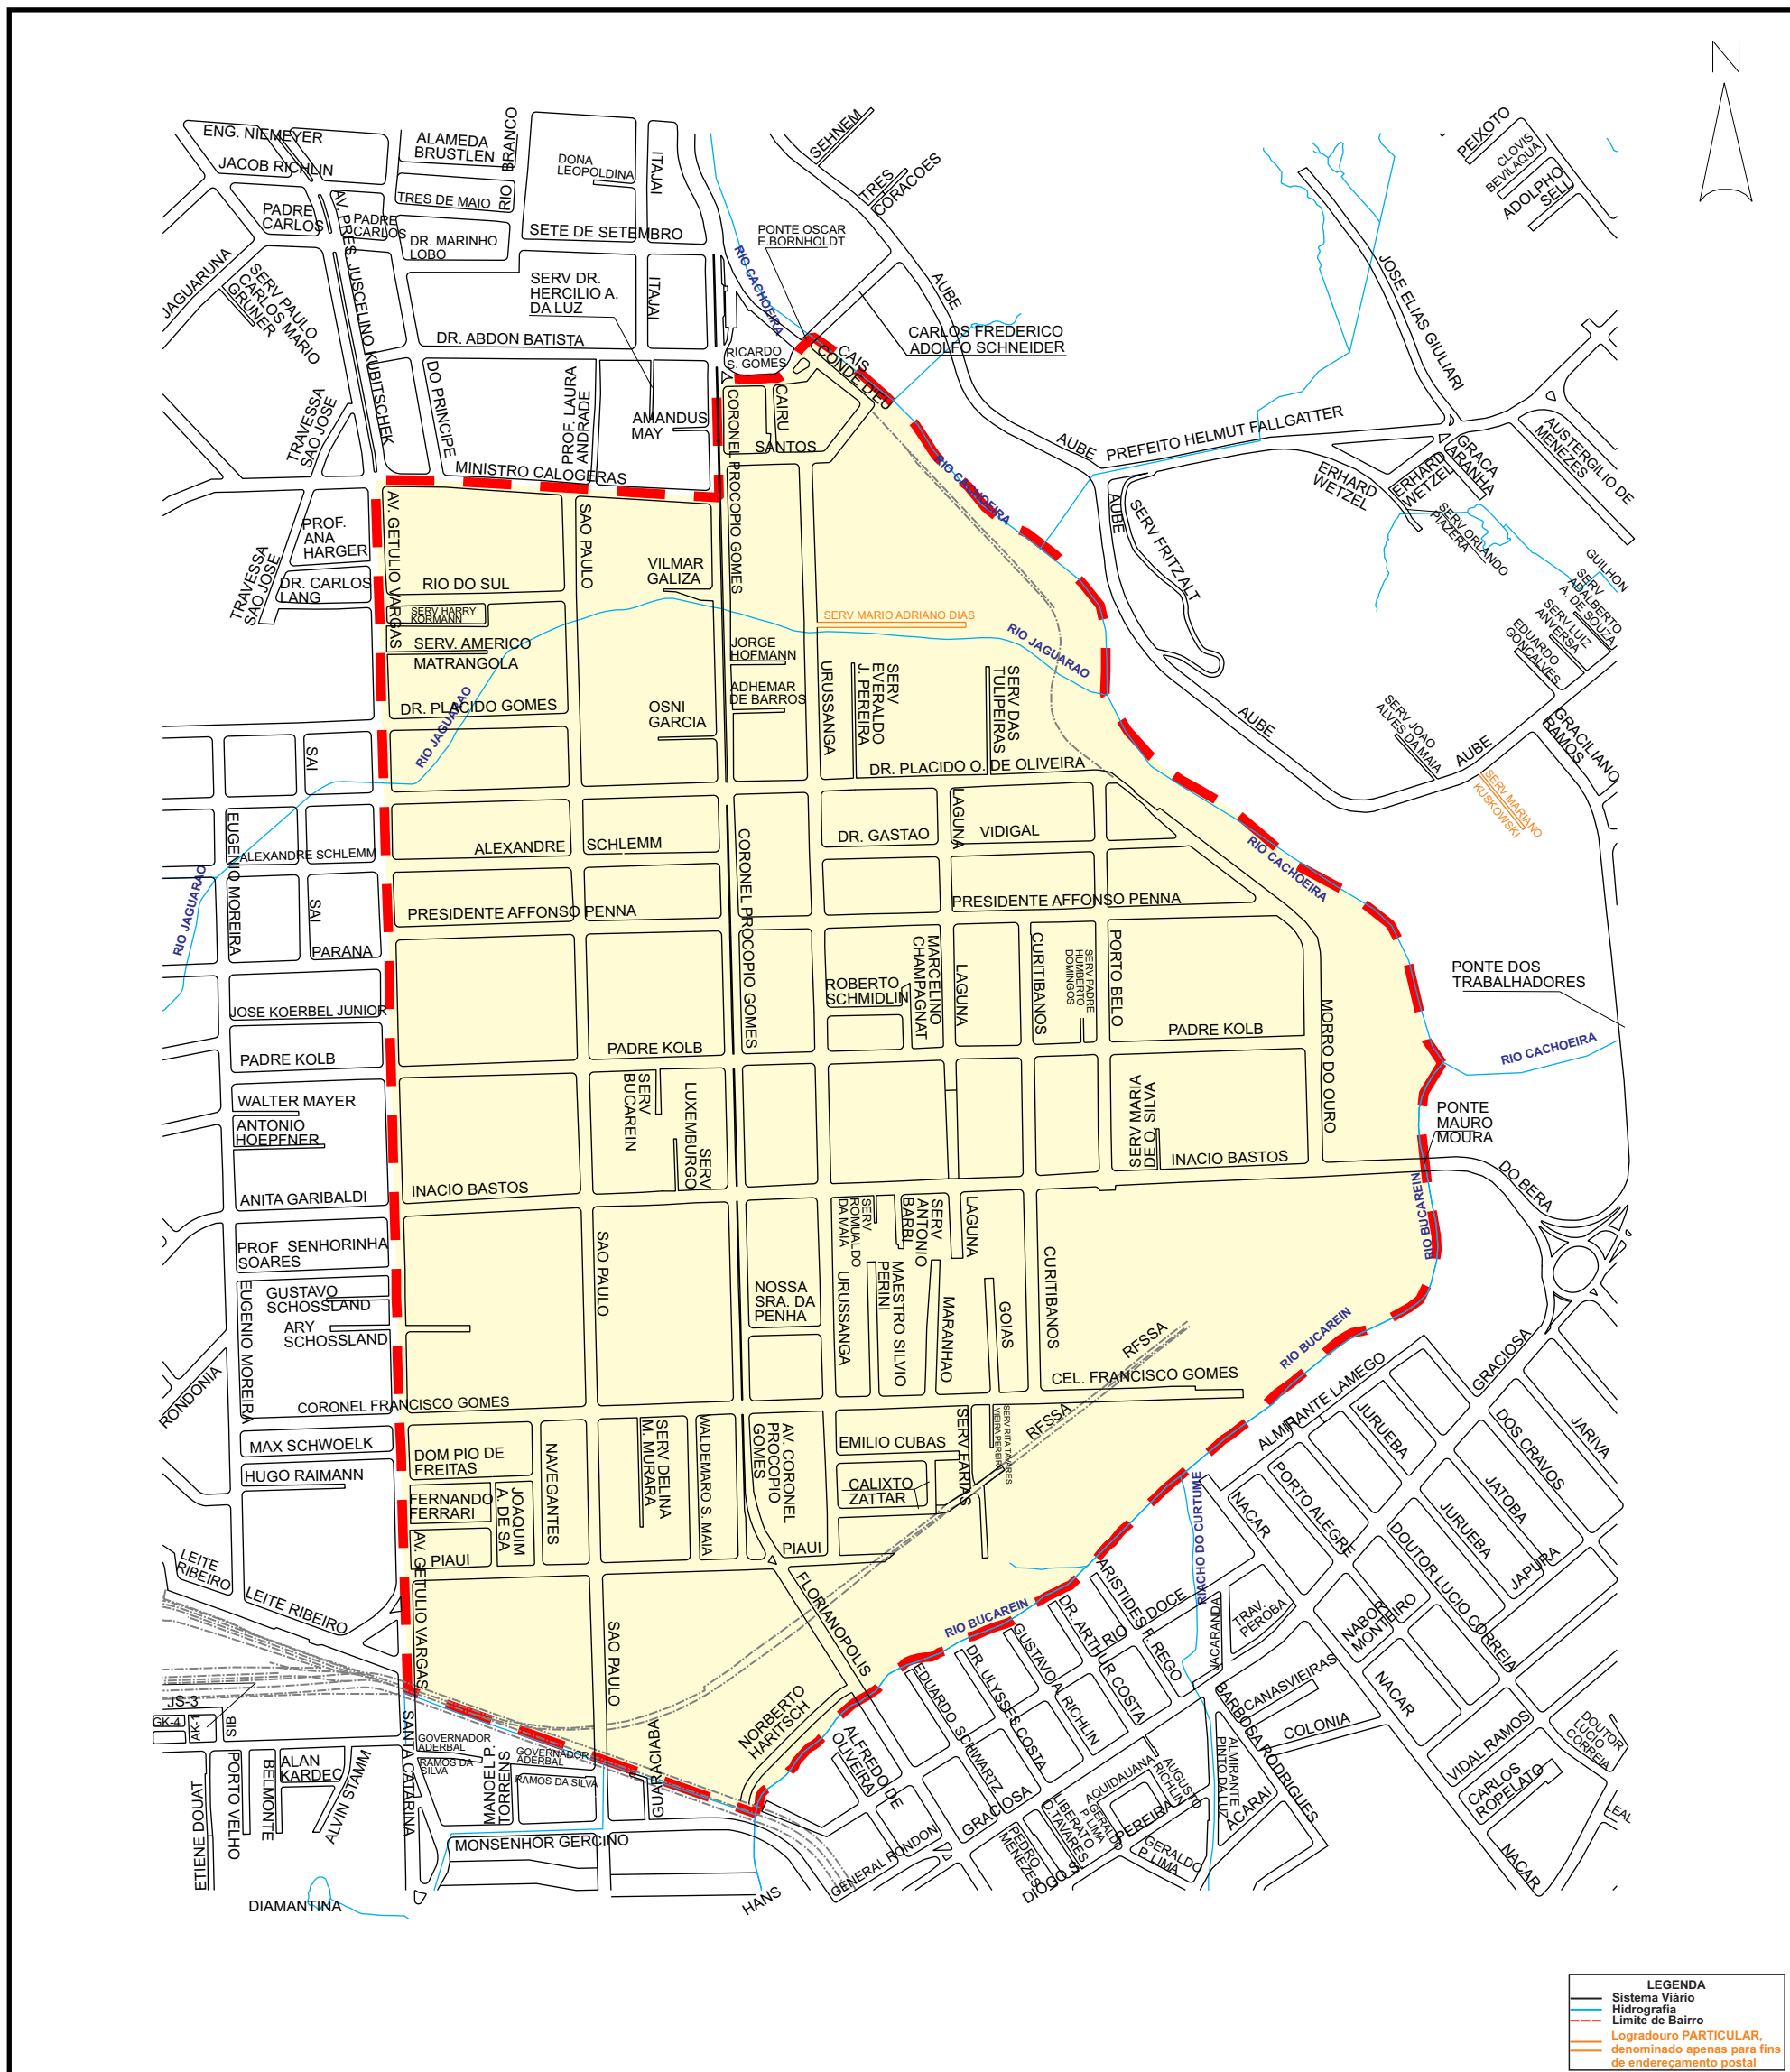 N
ENG. NIEMEYER
JACOB RICHLIN
ALAMEDA
BRUSTLEN
RIO BRANCO
DONA
LEOPOLDINA
ITAJAI
SEHNEM
TRES
CORACOES
PEIXOTO
CLOVIS
BEVILAQUA
ADOLPHO
SELL
PADRE
CARLOS
AV. PRES. JUSCELINO KUBITSCHEK
PADRE
CARLOS
TRES DE MAIO
DR. MARINHO
LOBO
SETE DE SETEMBRO
PONTE OSCAR
E.BORNHOLDT
RIO CACHOEIRA
JAGUARUNA
SERV PAULO
CARLOS MARIO
GRUNER
SERV DR.
HERCILIO A.
DA LUZ
ITAJAI
AUBE
JOSE ELIAS GIULIARI
DR. ABDON BATISTA
RICARDO
S. GOMES
CAIS
CONDE D'EU
CARLOS FREDERICO
ADOLFO SCHNEIDER
TRAVESSA
SAO JOSE
DO PRINCIPE
PROF. LAURA
ANDRADE
AMANDUS
MAY
CORONEL PROCOPIO GOMES
CAIRU
SANTOS
MINISTRO CALOGERAS
AUBE
PREFEITO HELMUT FALLGATTER
AUSTERGILIO DE
MENEZES
GRACA
ARANHA
ERHARD
WETZEL
ERHARD
WETZEL
SERV ORLANDO
PIAZERA
GUILHON
SERV
ADALBERTO
A. DE SOUZA
SERV LUIZ
ANVERSA
EDUARDO
GONCALVES
RIO CACHOEIRA
AUBE
SERV FRITZALT
PROF.
ANA
HARGER
TRAVESSA
SAO JOSE
DR. CARLOS
LANG
AV. GETULIO VARGAS
SAO PAULO
RIO DO SUL
VILMAR
GALIZA
SERV HARRY
KORMANN
SERV. AMERICO
MATRANGOLA
SERV MARIO ADRIANO DIAS
RIO JAGUARAO
JORGE
HOFMANN
ADHEMAR
DE BARROS
URUSSANGA
SERV
EVERALDO
J. PEREIRA
SERV DAS
TULIPEIRAS
DR. PLACIDO GOMES
OSNI
GARCIA
RIO JAGUARAO
DR. PLACIDO O. DE OLIVEIRA
AUBE
SERV JOAO
ALVES DA MAIA
AUBE
GRACILIANO
RAMOS
SERV MARIANO
KUSKOWSKI
SAI
EUGENIO MOREIRA
ALEXANDRE SCHLEMM
ALEXANDRE SCHLEMM
CORONEL PROCOPIO GOMES
DR. GASTAO VIDIGAL
LAGUNA
RIO CACHOEIRA
RIO JAGUARAO
SAI
PARANA
PRESIDENTE AFFONSO PENNA
PRESIDENTE AFFONSO PENNA
JOSE KOERBEL JUNIOR
ROBERTO
SCHMIDLIN
MARCELINO
CHAMPAGNAT
LAGUNA
CURITIBANOS
SERV PADRE
HUMBERTO
DOMINGOS
PORTO BELO
MORRO DO OURO
PONTE DOS
TRABALHADORES
PADRE KOLB
PADRE KOLB
PADRE KOLB
RIO CACHOEIRA
WALTER MAYER
ANTONIO
HOEPFNER
SERV
BUCAREIN
SERV
LUXEMBURGO
SERV MARIA
DE O. SILVA
PONTE
MAURO
MOURA
ANITA GARIBALDI
INACIO BASTOS
INACIO BASTOS
DO BERA
RIO BUCAREIN
SERV
ROMUALDO
DA MAIA
SERV
ANTONIO
BARBI
LAGUNA
PROF SENHORINHA
SOARES
SAO PAULO
EUGENIO MOREIRA
GUSTAVO
SCHOSSLAND
ARY
SCHOSSLAND
NOSSA
SRA. DA
PENHA
URUSSANGA
MAESTRO SILVIO
PERINI
MARANHAO
GOIAS
CURITIBANOS
RFSSA
RIO BUCAREIN
RONDONIA
CORONEL FRANCISCO GOMES
CEL. FRANCISCO GOMES
ALMIRANTE LAMEGO
GRACIOSA
JARIVA
DOS CRAVOS
JURUEBA
MAX SCHWOELK
HUGO RAIMANN
DOM PIO DE
FREITAS
NAVEGANTES
SERV DELINA
M. MURARA
WALDEMARO S. MAIA
AV. CORONEL
PROCOPIO
GOMES
EMILIO CUBAS
SERV FARIAS
RFSSA
CALIXTO
ZATTAR
FERNANDO
FERRARI
JOAQUIM
A. DE SA
PIAUI
PIAUI
RIACHO DO CURTUME
NACAR
PORTO ALEGRE
JATOBA
JURUEBA
DOUTOR LUCIO CORREIA
JAPURA
LEITE
RIBEIRO
LEITE RIBEIRO
AV. GETULIO VARGAS
SAO PAULO
FLORIANOPOLIS
RIO BUCAREIN
ARISTIDES F. REGO
RIO DOCE
DR. ARTHUR COSTA
GUSTAVO A. RICHLIN
DR. ULYSSES COSTA
EDUARDO SCHWARTZ
JACARANDA
TRAV.
PEROBA
NABOR
MONTEIRO
NACAR
CANASVIEIRAS
COLONIA
BARBOSA RODRIGUES
VIDAL RAMOS
DOUTOR
LUCIO
CORREIA
CARLOS
ROPELATO
LEAL
NACAR
JS-3
GK-4
AK-1
SIB
NORBERTO
HARITSCH
ALFREDO DE
OLIVEIRA
SANTA CATARINA
GOVERNADOR
ADERBAL
RAMOS DA
SILVA
GOVERNADOR
ADERBAL
RAMOS DA SILVA
MANOEL P.
TORRENS
GUARACIABA
ETIENE DOUAT
PORTO VELHO
BELMONTE
ALAN
KARDEC
ALVIN STAMM
MONSENHOR GERCINO
DIAMANTINA
HANS
GENERAL RONDON
GRACIOSA
PEDRO
MENEZES
LIBERATO
D.TAVARES
AQUIDAUANA
GERALDO
P. LIMA
AUGUSTO
RICHLIN
DIOGO S. PEREIRA
GERALDO
P. LIMA
ALMIRANTE
PINTO DA LUZ
ACARAI
LEGENDA
Sistema Viário
Hidrografia
Limite de Bairro
Logradouro PARTICULAR,
denominado apenas para fins
de endereçamento postal